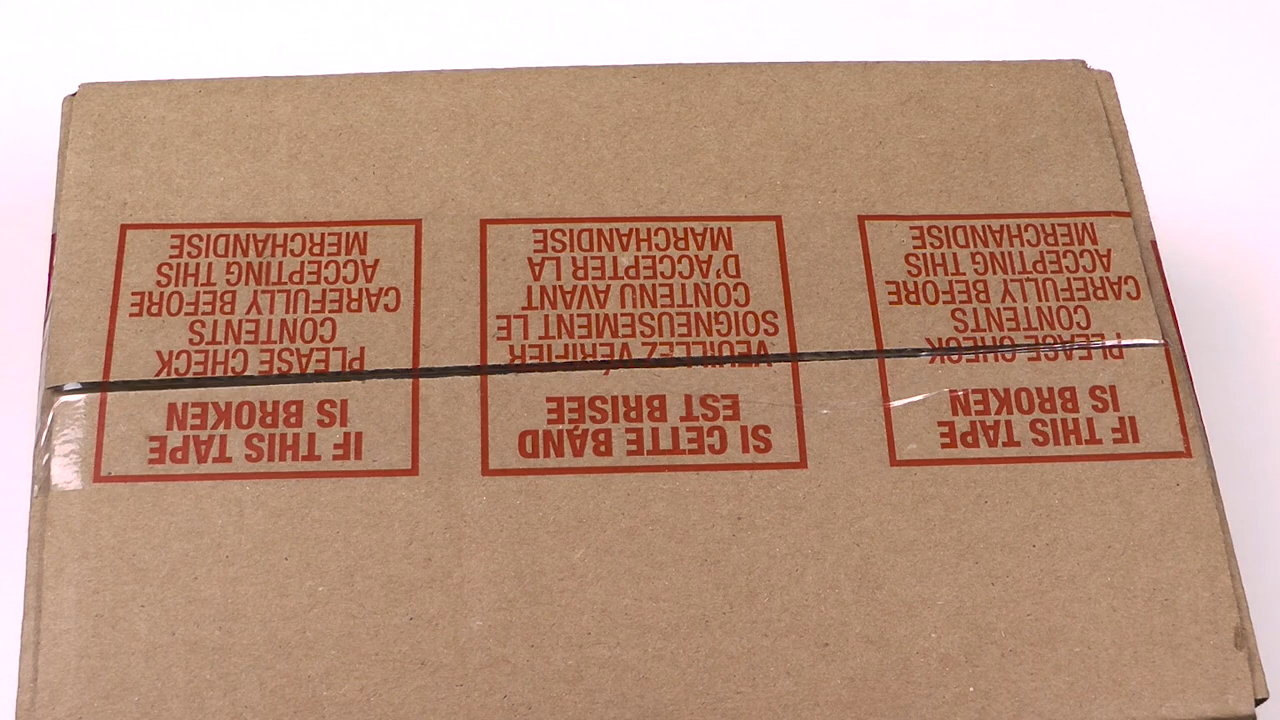 IF THIS TAPE
IS BROKEN
PLEASE CHECK
CONTENTS
CAREFULLY BEFORE
ACCEPTING THIS
MERCHANDISE
SI CETTE BAND
EST BRISÉE
VEUILLEZ VÉRIFIER
SOIGNEUSEMENT LE
CONTENU AVANT
D'ACCEPTER LA
MARCHANDISE
IF THIS TAPE
IS BROKEN
PLEASE CHECK
CONTENTS
CAREFULLY BEFORE
ACCEPTING THIS
MERCHANDISE